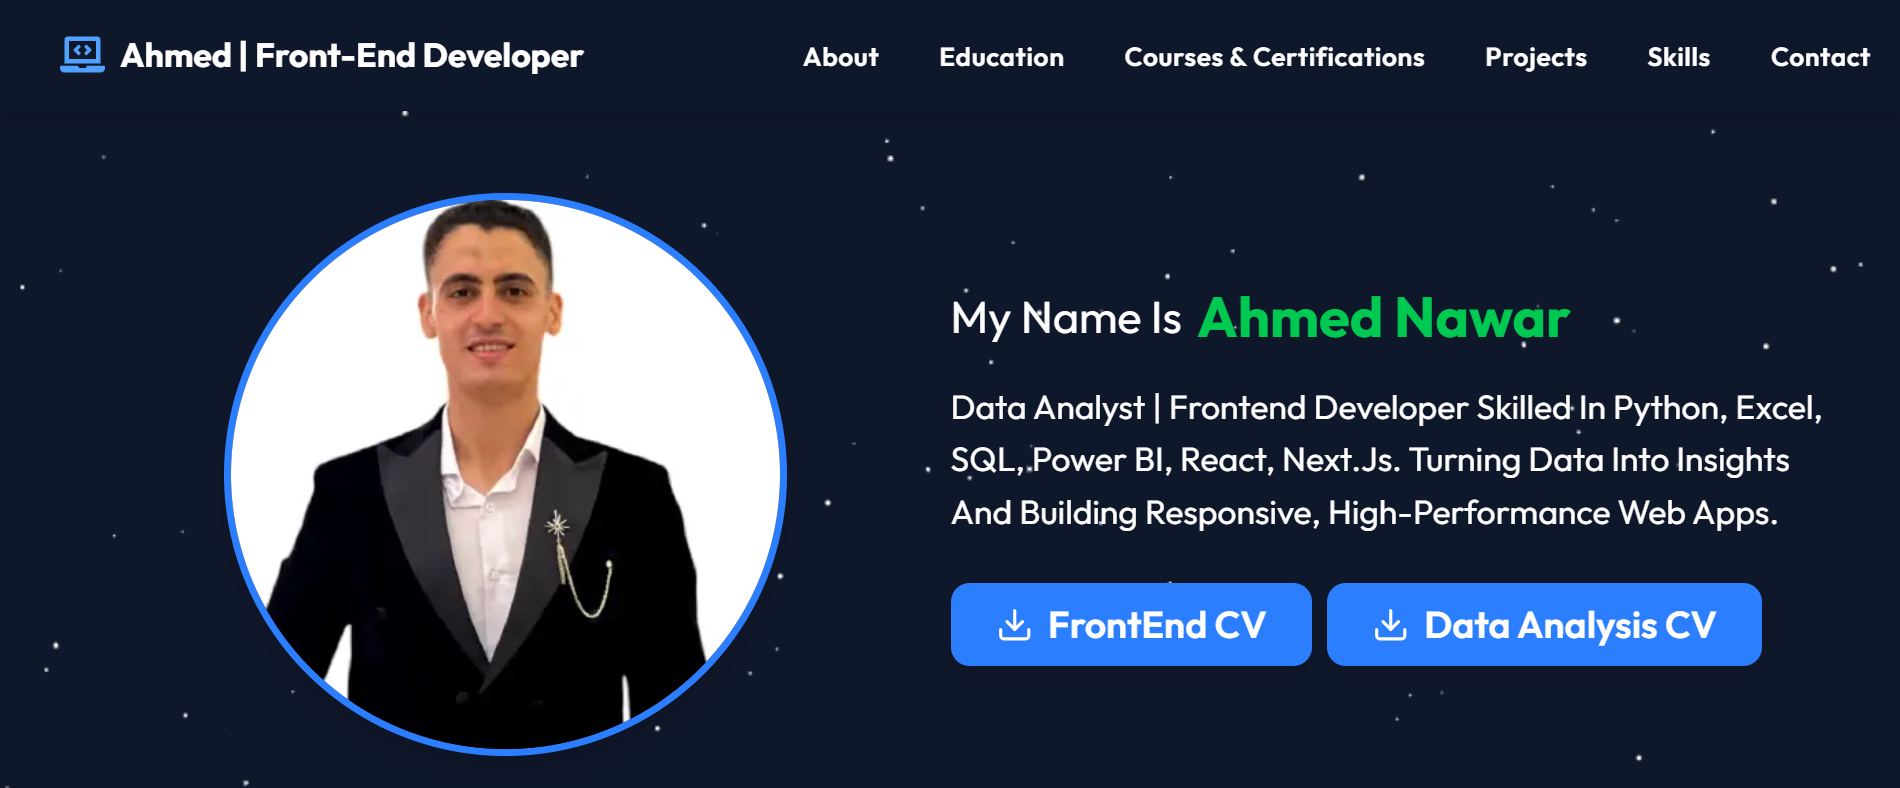 Ahmed | Front-End Developer
About
Education
Courses & Certifications
Projects
Skills
Contact
My Name Is Ahmed Nawar
Data Analyst | Frontend Developer Skilled In Python, Excel,
SQL, Power BI, React, Next.Js. Turning Data Into Insights
And Building Responsive, High-Performance Web Apps.
FrontEnd CV
Data Analysis CV